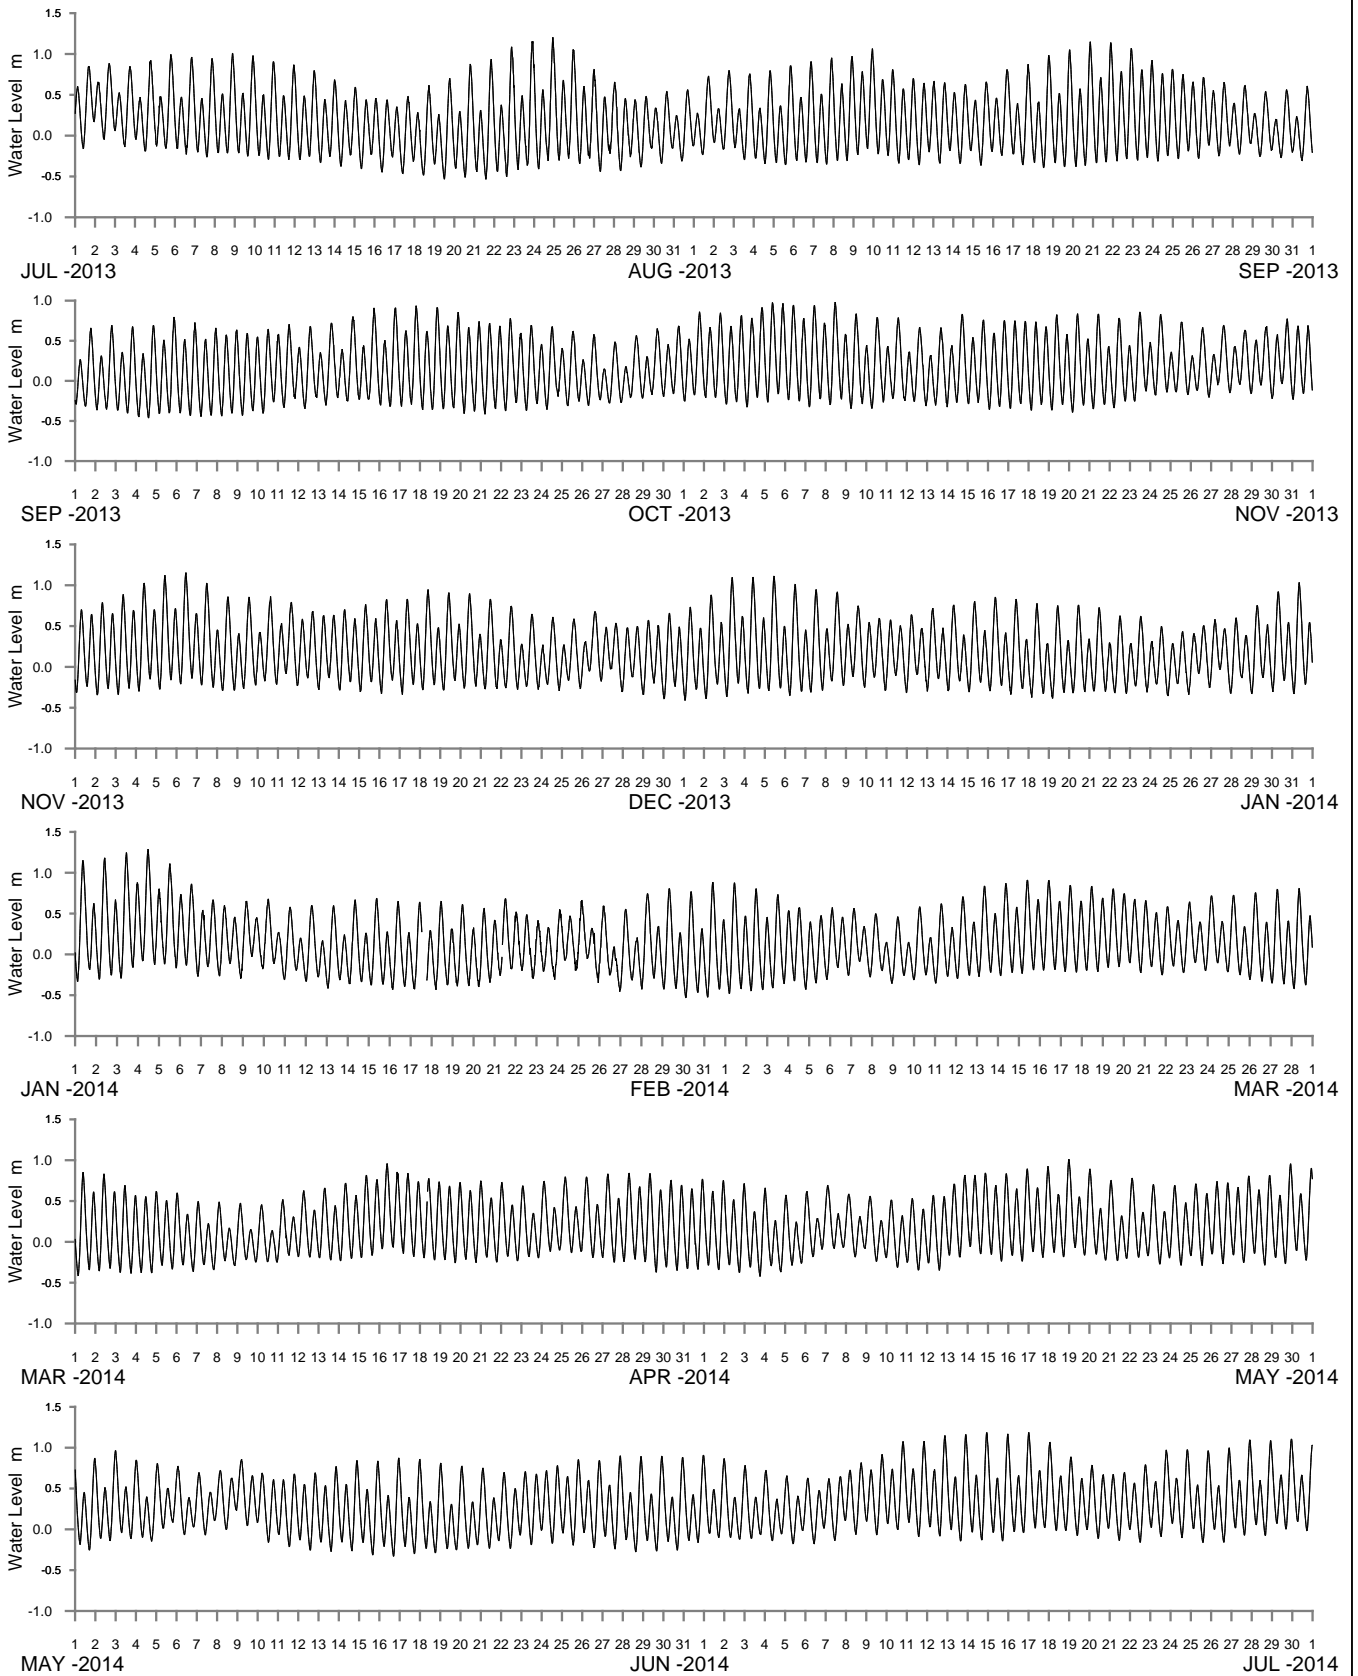 1.5
1.0
0.5
0.0
-0.5
-1.0
Water Level m
1 2 3 4 5 6 7 8 9 10 11 12 13 14 15 16 17 18 19 20 21 22 23 24 25 26 27 28 29 30 31 1 2 3 4 5 6 7 8 9 10 11 12 13 14 15 16 17 18 19 20 21 22 23 24 25 26 27 28 29 30 31 1
JUL -2013 AUG -2013 SEP -2013
1.0
0.5
0.0
-0.5
-1.0
Water Level m
1 2 3 4 5 6 7 8 9 10 11 12 13 14 15 16 17 18 19 20 21 22 23 24 25 26 27 28 29 30 1 2 3 4 5 6 7 8 9 10 11 12 13 14 15 16 17 18 19 20 21 22 23 24 25 26 27 28 29 30 31 1
SEP -2013 OCT -2013 NOV -2013
1.5
1.0
0.5
0.0
-0.5
-1.0
Water Level m
1 2 3 4 5 6 7 8 9 10 11 12 13 14 15 16 17 18 19 20 21 22 23 24 25 26 27 28 29 30 1 2 3 4 5 6 7 8 9 10 11 12 13 14 15 16 17 18 19 20 21 22 23 24 25 26 27 28 29 30 31 1
NOV -2013 DEC -2013 JAN -2014
1.5
1.0
0.5
0.0
-0.5
-1.0
Water Level m
1 2 3 4 5 6 7 8 9 10 11 12 13 14 15 16 17 18 19 20 21 22 23 24 25 26 27 28 29 30 31 1 2 3 4 5 6 7 8 9 10 11 12 13 14 15 16 17 18 19 20 21 22 23 24 25 26 27 28 1
JAN -2014 FEB -2014 MAR -2014
1.5
1.0
0.5
0.0
-0.5
-1.0
Water Level m
1 2 3 4 5 6 7 8 9 10 11 12 13 14 15 16 17 18 19 20 21 22 23 24 25 26 27 28 29 30 31 1 2 3 4 5 6 7 8 9 10 11 12 13 14 15 16 17 18 19 20 21 22 23 24 25 26 27 28 29 30 1
MAR -2014 APR -2014 MAY -2014
1.5
1.0
0.5
0.0
-0.5
-1.0
Water Level m
1 2 3 4 5 6 7 8 9 10 11 12 13 14 15 16 17 18 19 20 21 22 23 24 25 26 27 28 29 30 31 1 2 3 4 5 6 7 8 9 10 11 12 13 14 15 16 17 18 19 20 21 22 23 24 25 26 27 28 29 30 1
MAY -2014 JUN -2014 JUL -2014